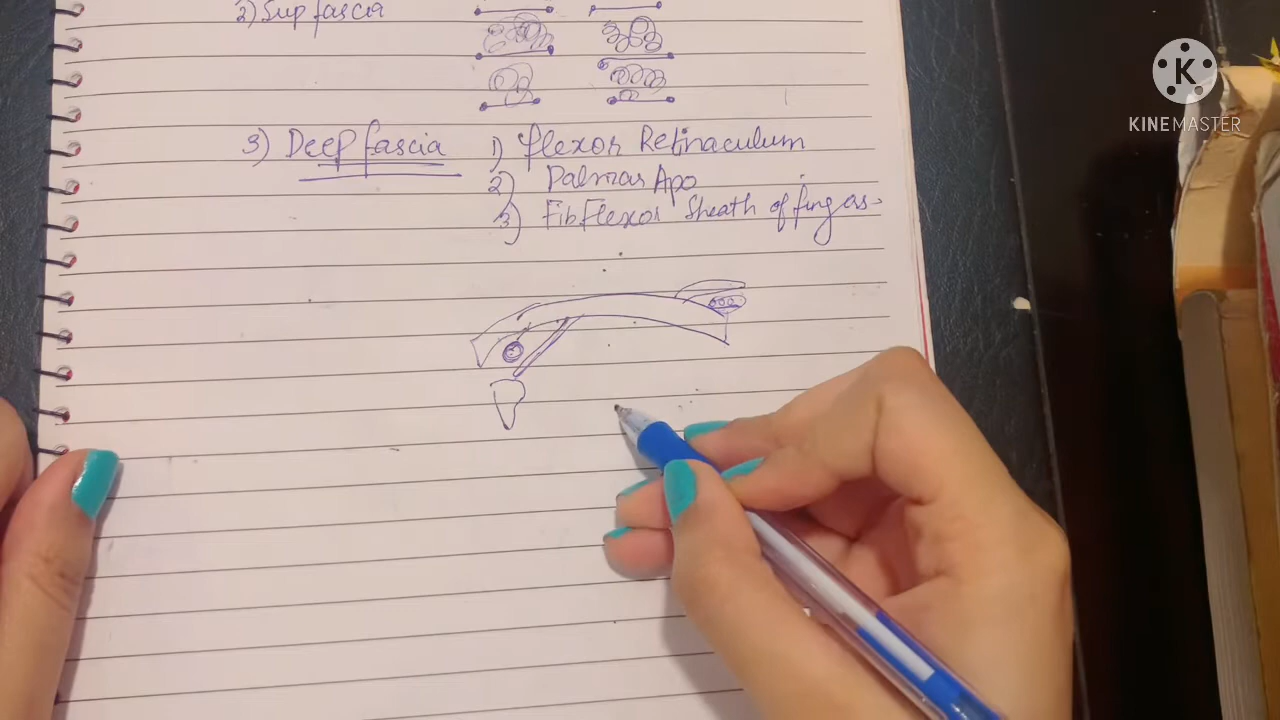 2) Sup fascia
3) Deep fascia 1) flexor Retinaculum
2) Palmar Apo
3) Fib Flexor Sheath of fingers.
K
KINEMASTER